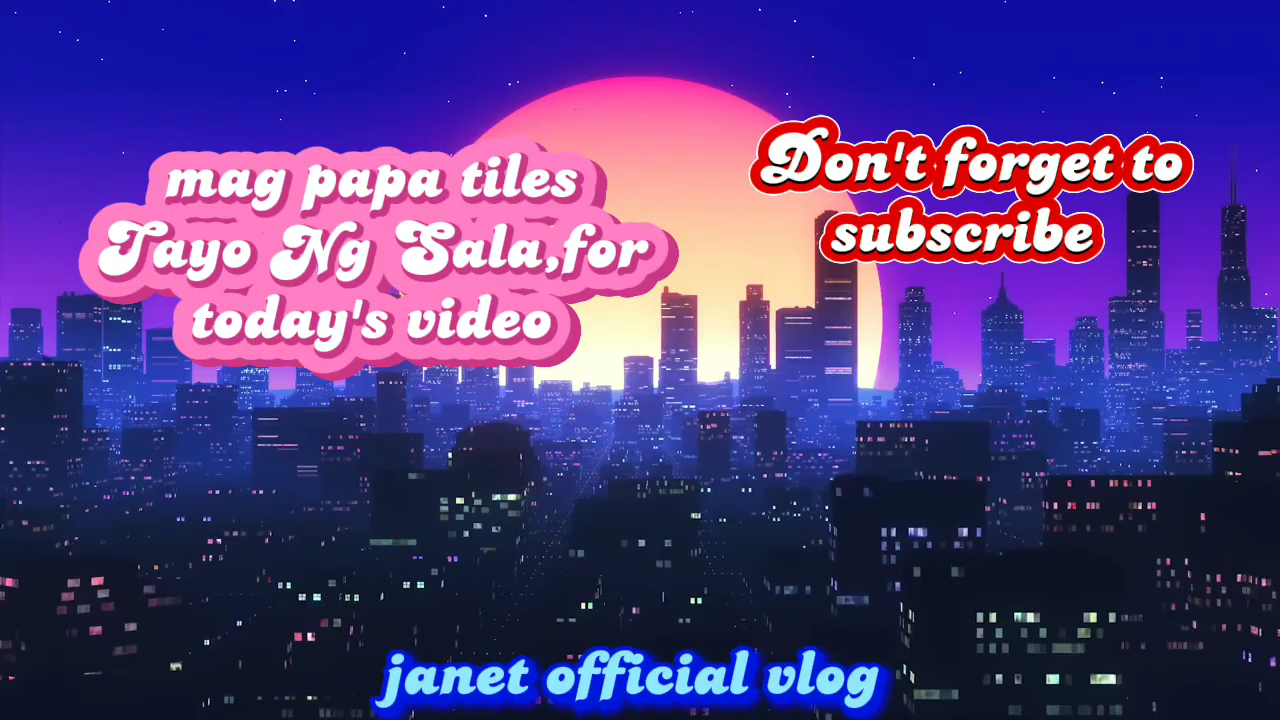 mag papa tiles
Tayo Ng Sala,for
today's video
Don't forget to
subscribe
janet official vlog